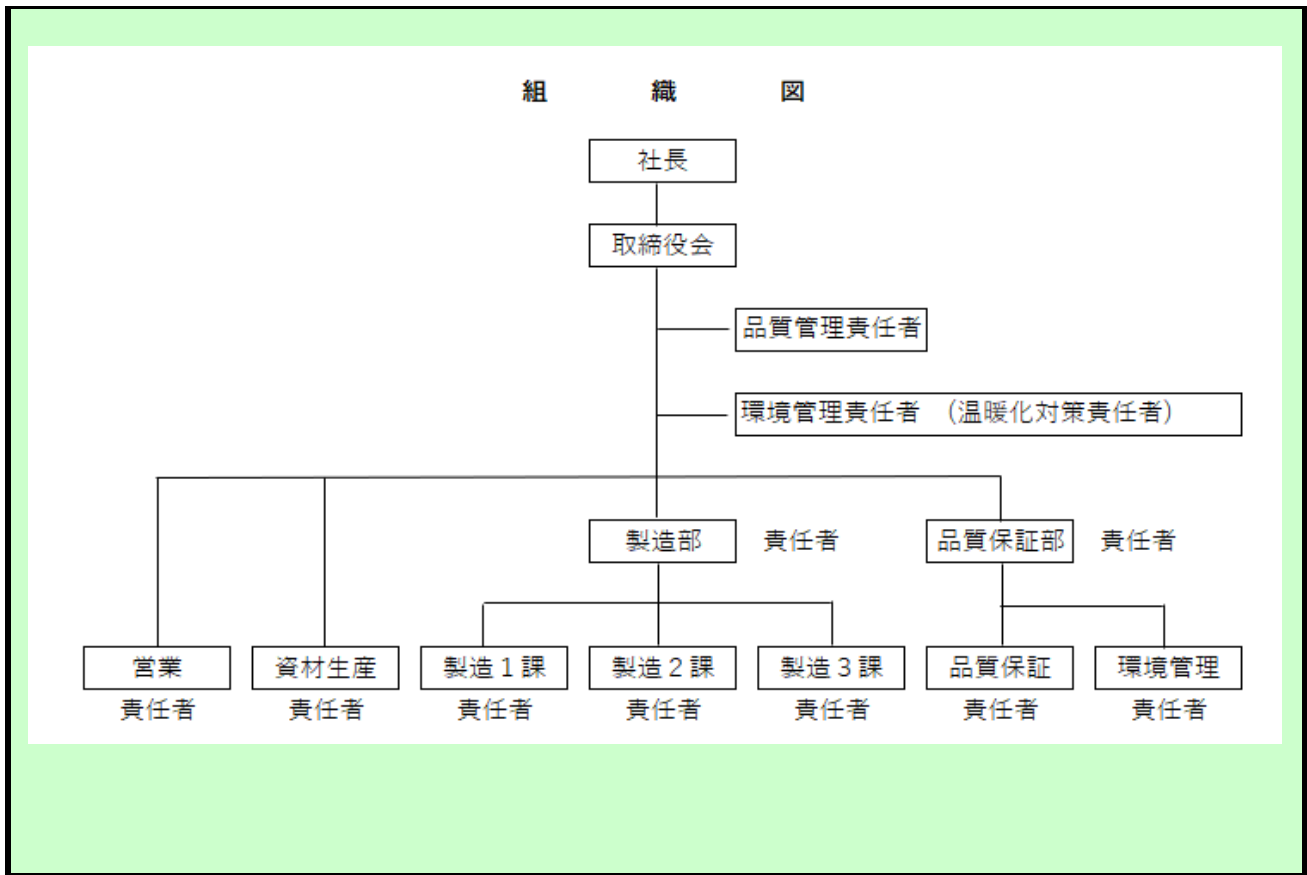 組　織　図
社長
取締役会
品質管理責任者
環境管理責任者　（温暖化対策責任者）
製造部　責任者　品質保証部　責任者
営業　資材生産　製造１課　製造２課　製造３課　品質保証　環境管理
責任者　責任者　責任者　責任者　責任者　責任者　責任者